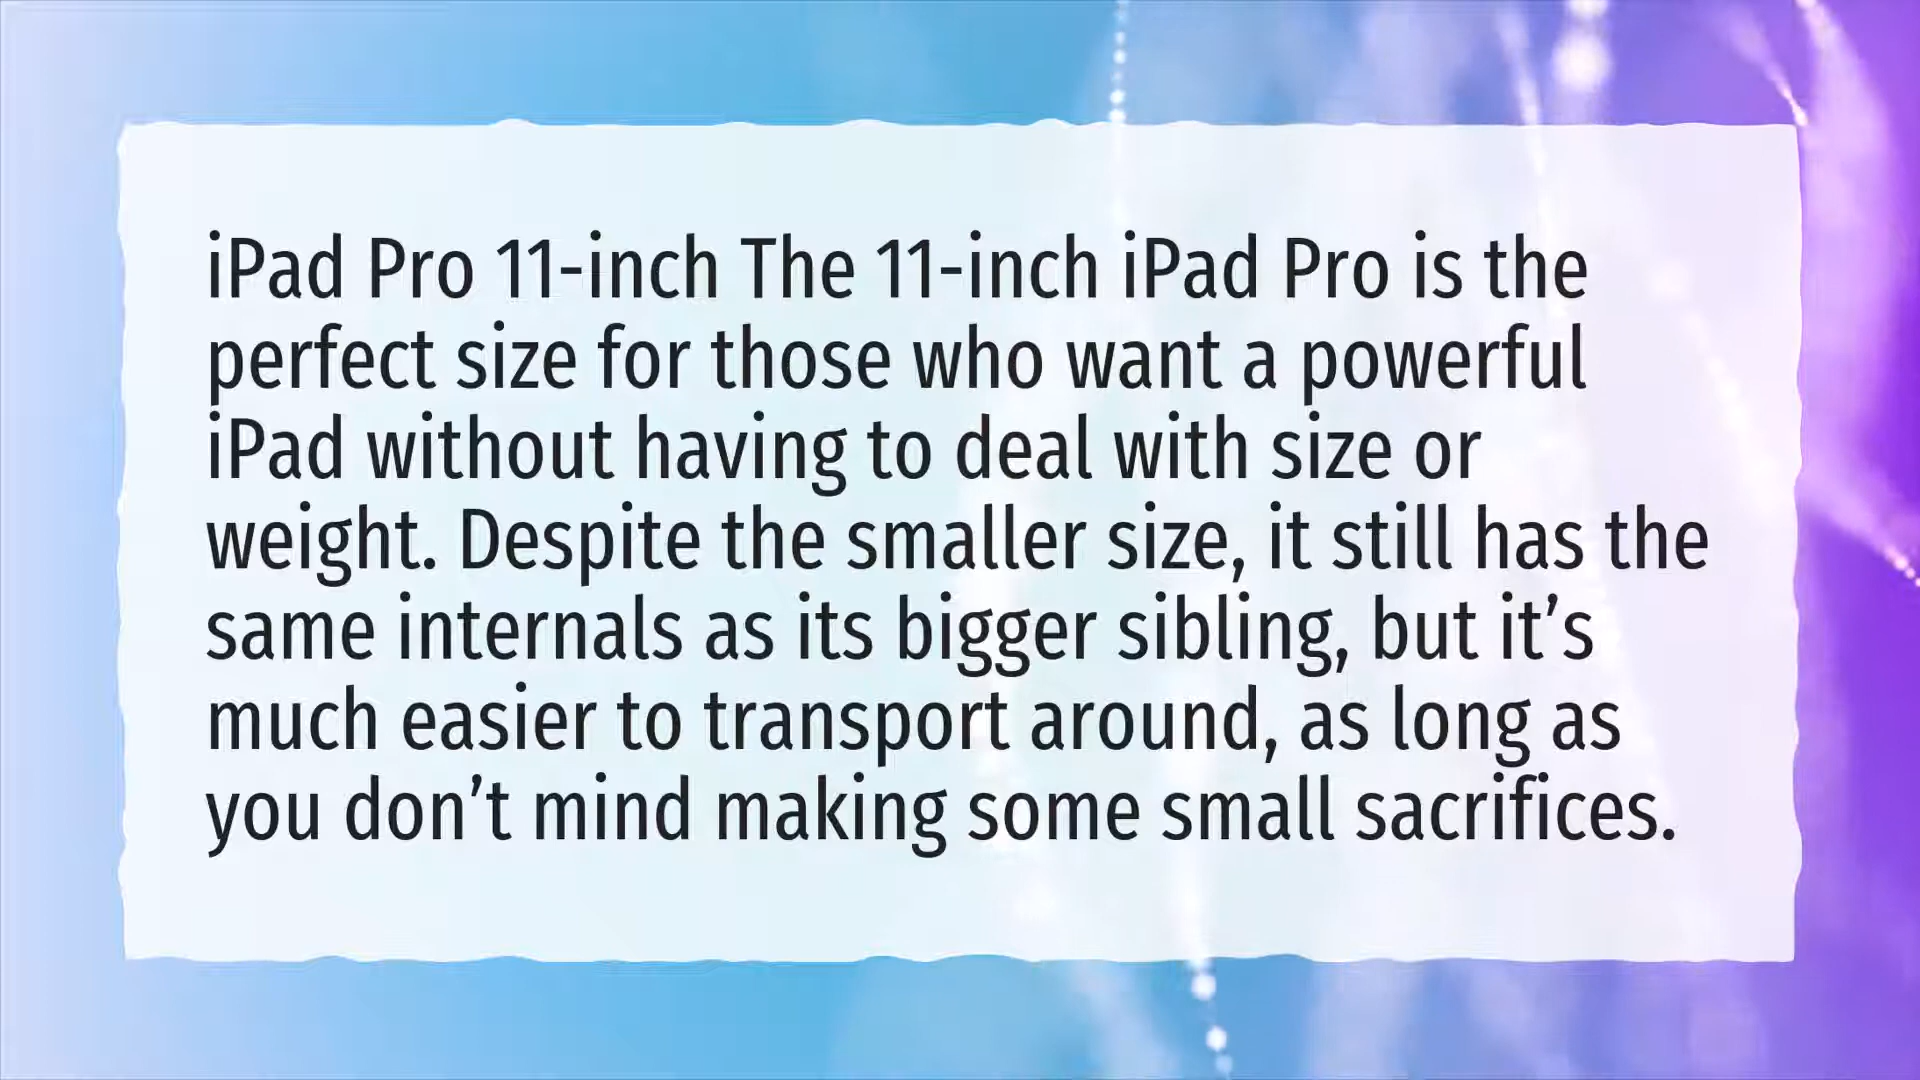 iPad Pro 11-inch The 11-inch iPad Pro is the
perfect size for those who want a powerful
iPad without having to deal with size or
weight. Despite the smaller size, it still has the
same internals as its bigger sibling, but it’s
much easier to transport around, as long as
you don’t mind making some small sacrifices.